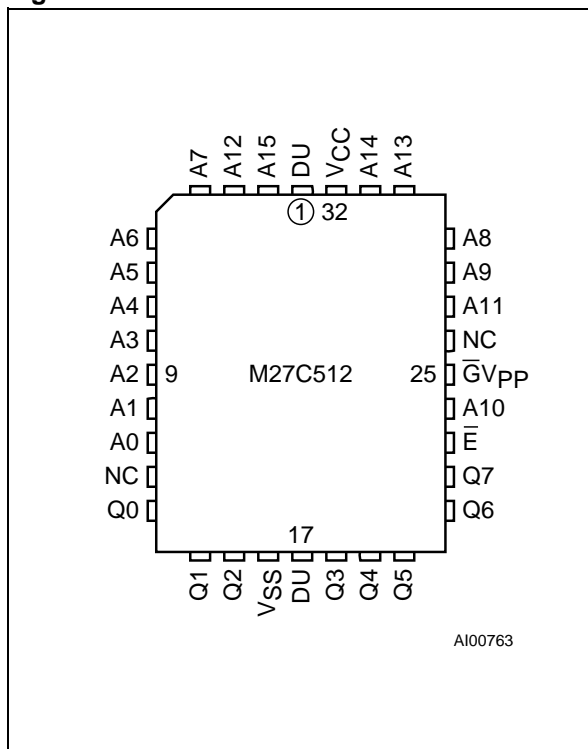 A7 A12 A15 DU VCC A14 A13
1 32
A6 A8
A5 A9
A4 A11
A3 NC
A2 9 M27C512 25 G̅VPP
A1 A10
A0 E̅
NC Q7
Q0 Q6
17
Q1 Q2 VSS DU Q3 Q4 Q5
AI00763